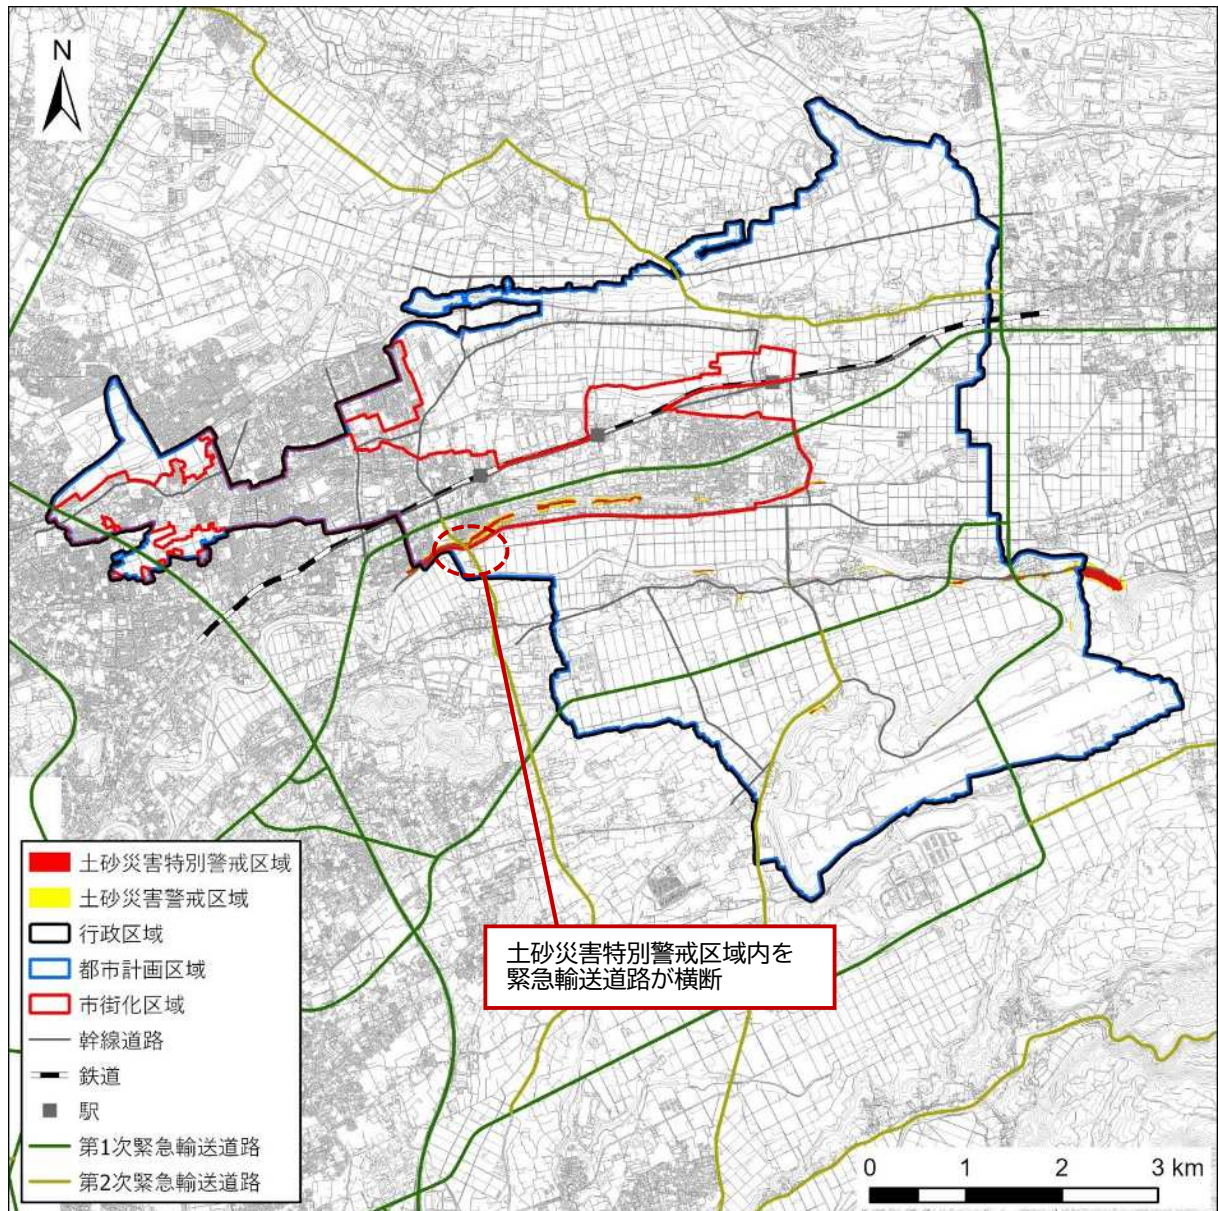 N
土砂災害特別警戒区域
土砂災害警戒区域
行政区域
都市計画区域
市街化区域
幹線道路
鉄道
駅
第1次緊急輸送道路
第2次緊急輸送道路
土砂災害特別警戒区域内を
緊急輸送道路が横断
0 1 2 3 km